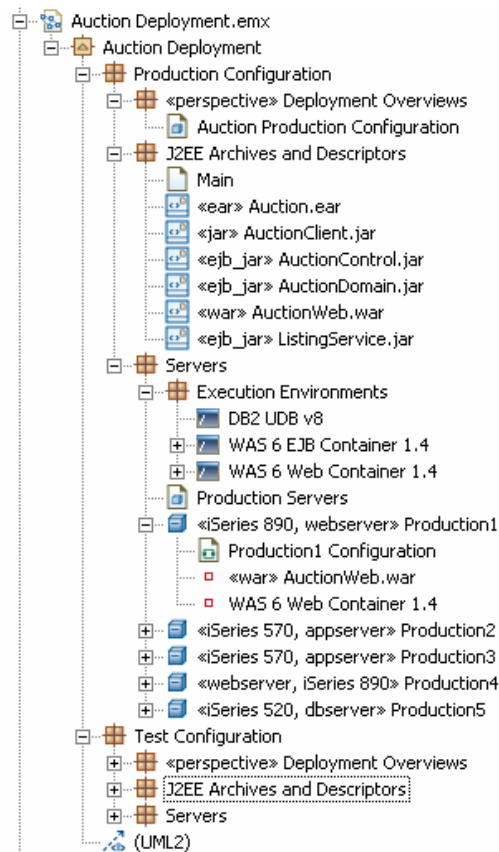 Auction Deployment.emx
Auction Deployment
Production Configuration
«perspective» Deployment Overviews
Auction Production Configuration
J2EE Archives and Descriptors
Main
«ear» Auction.ear
«jar» AuctionClient.jar
«ejb_jar» AuctionControl.jar
«ejb_jar» AuctionDomain.jar
«war» AuctionWeb.war
«ejb_jar» ListingService.jar
Servers
Execution Environments
DB2 UDB v8
WAS 6 EJB Container 1.4
WAS 6 Web Container 1.4
Production Servers
«iSeries 890, webserver» Production1
Production1 Configuration
«war» AuctionWeb.war
WAS 6 Web Container 1.4
«iSeries 570, appserver» Production2
«iSeries 570, appserver» Production3
«webserver, iSeries 890» Production4
«iSeries 520, dbserver» Production5
Test Configuration
«perspective» Deployment Overviews
J2EE Archives and Descriptors
Servers
(UML2)